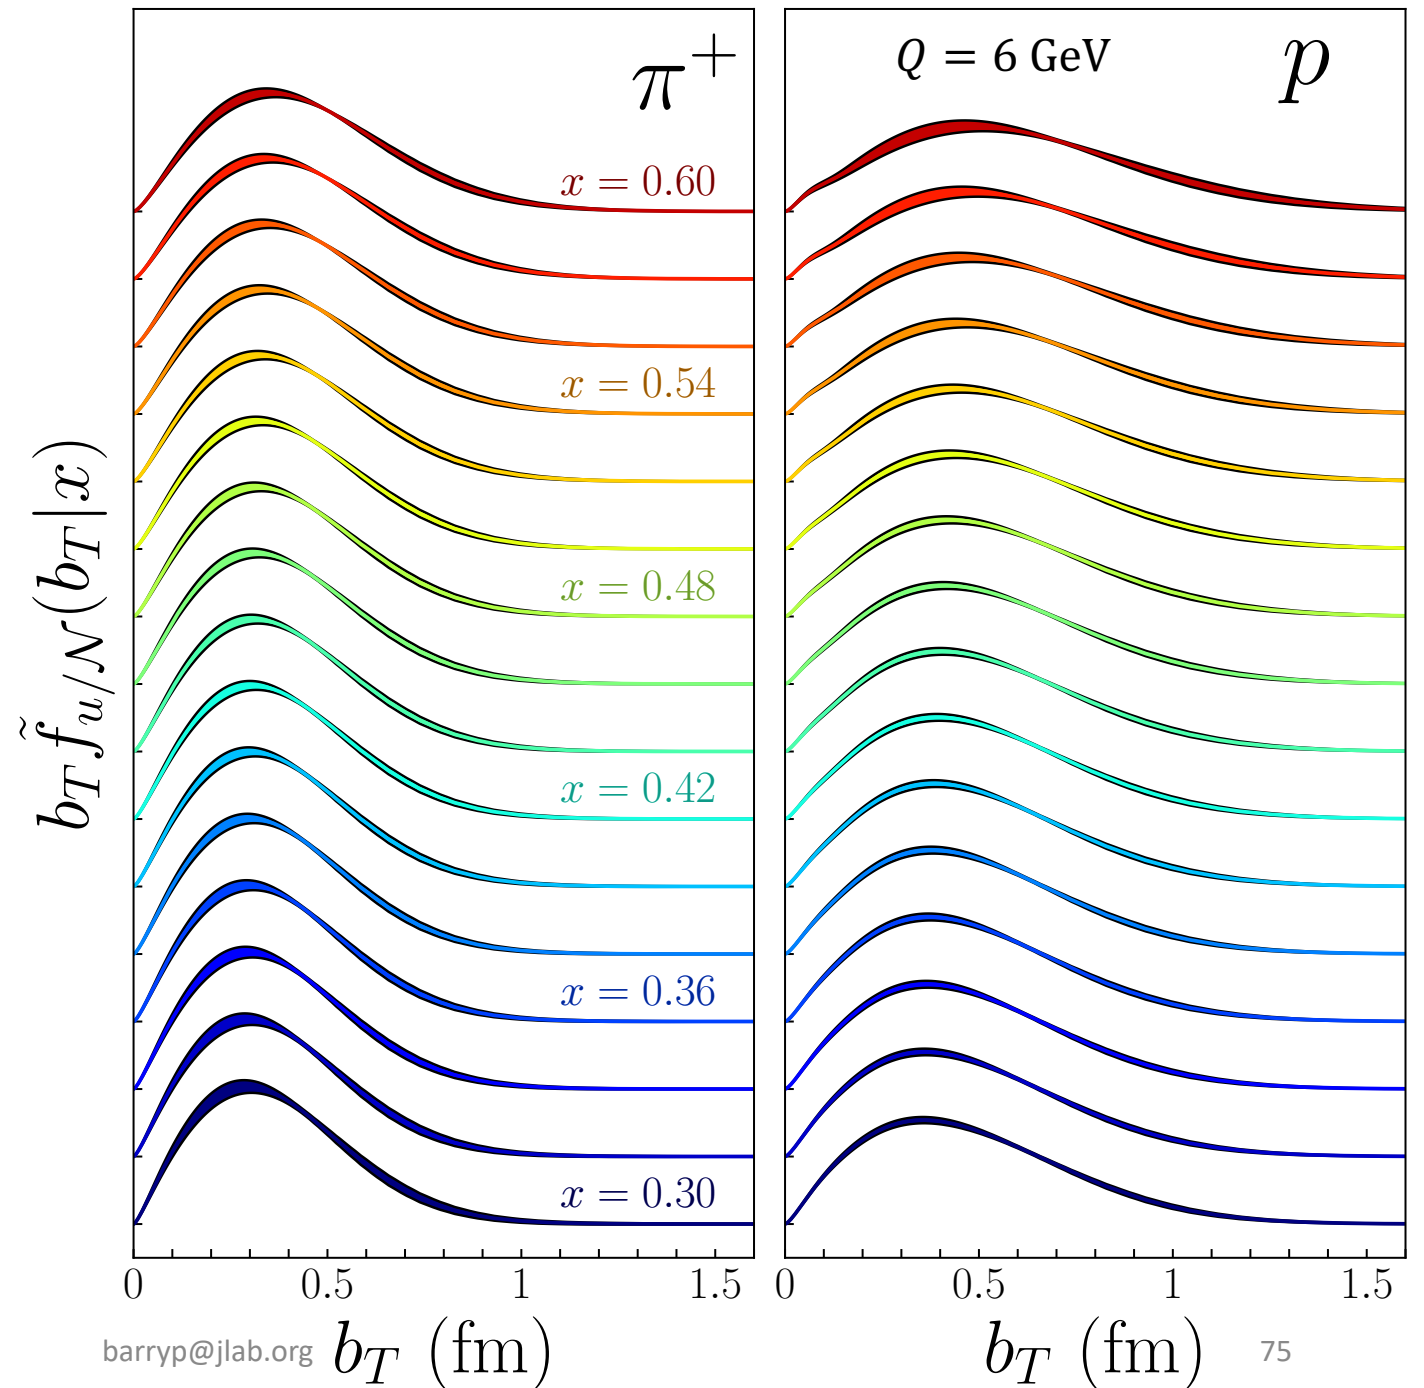 π⁺
Q = 6 GeV
p
x = 0.60
x = 0.54
x = 0.48
x = 0.42
x = 0.36
x = 0.30
b_T f̃_{u/𝒩}(b_T|x)
0 0.5 1 1.5
0 0.5 1 1.5
b_T (fm)
b_T (fm)
barryp@jlab.org
75